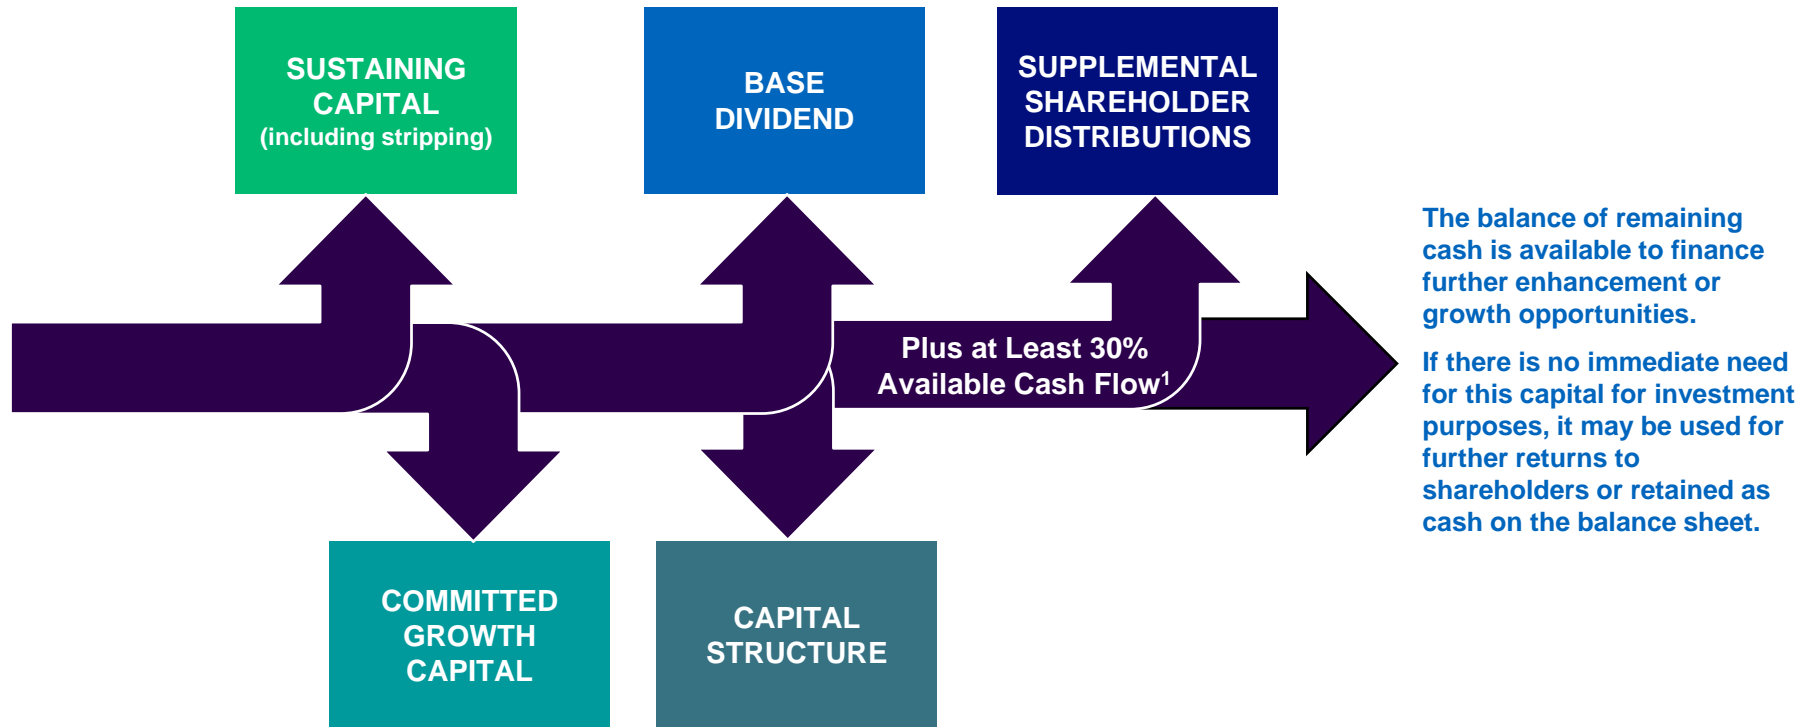 SUSTAINING
CAPITAL
(including stripping)
BASE
DIVIDEND
SUPPLEMENTAL
SHAREHOLDER
DISTRIBUTIONS
Plus at Least 30%
Available Cash Flow¹
The balance of remaining
cash is available to finance
further enhancement or
growth opportunities.
If there is no immediate need
for this capital for investment
purposes, it may be used for
further returns to
shareholders or retained as
cash on the balance sheet.
COMMITTED
GROWTH
CAPITAL
CAPITAL
STRUCTURE